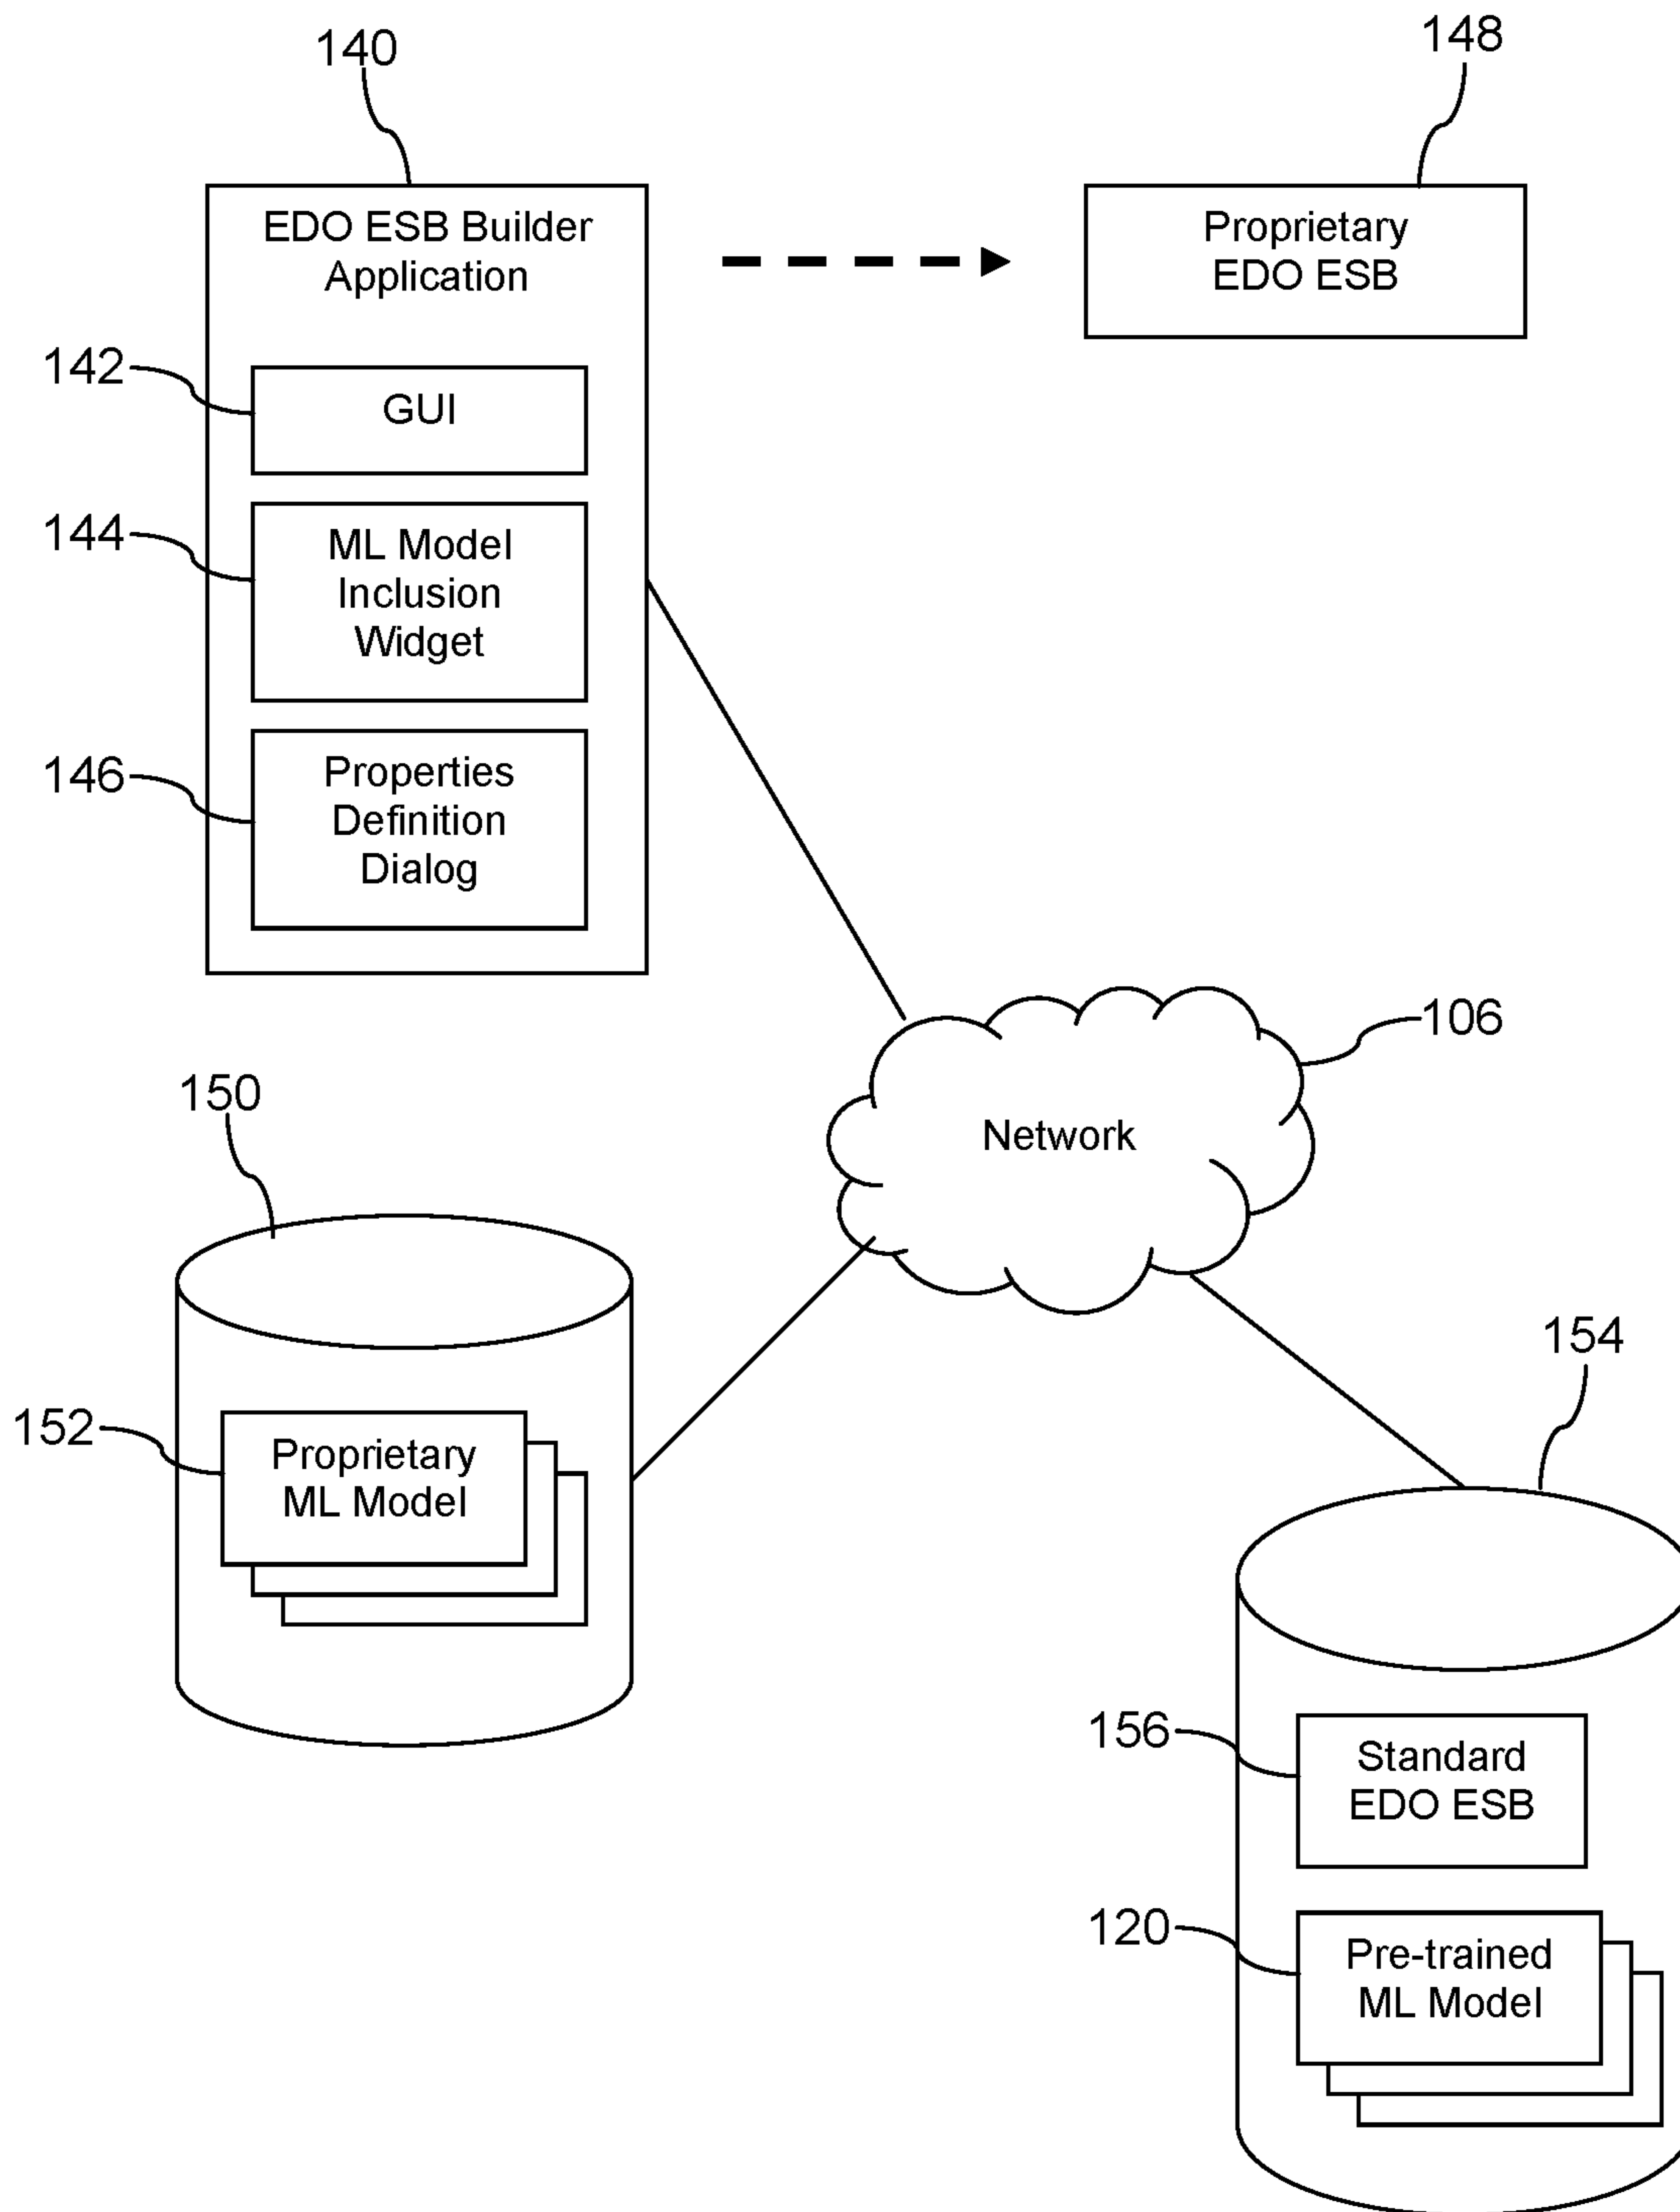 140
148
EDO ESB Builder
Application
Proprietary
EDO ESB
142
GUI
144
ML Model
Inclusion
Widget
146
Properties
Definition
Dialog
106
Network
150
154
152
Proprietary
ML Model
156
Standard
EDO ESB
120
Pre-trained
ML Model